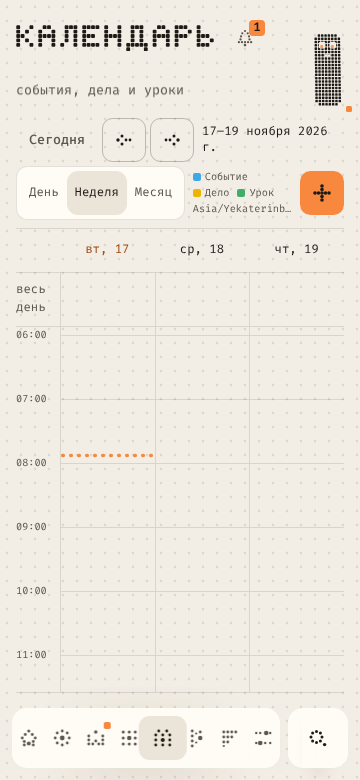 КАЛЕНДАРЬ
1
события, дела и уроки
Сегодня
17–19 ноября 2026 г.
День Неделя Месяц
Событие
Дело Урок
Asia/Yekaterinb…
вт, 17 ср, 18 чт, 19
весь день
06:00
07:00
08:00
09:00
10:00
11:00